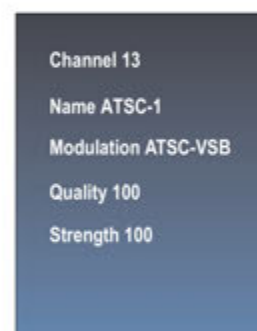 Channel 13
Name ATSC-1
Modulation ATSC-VSB
Quality 100
Strength 100